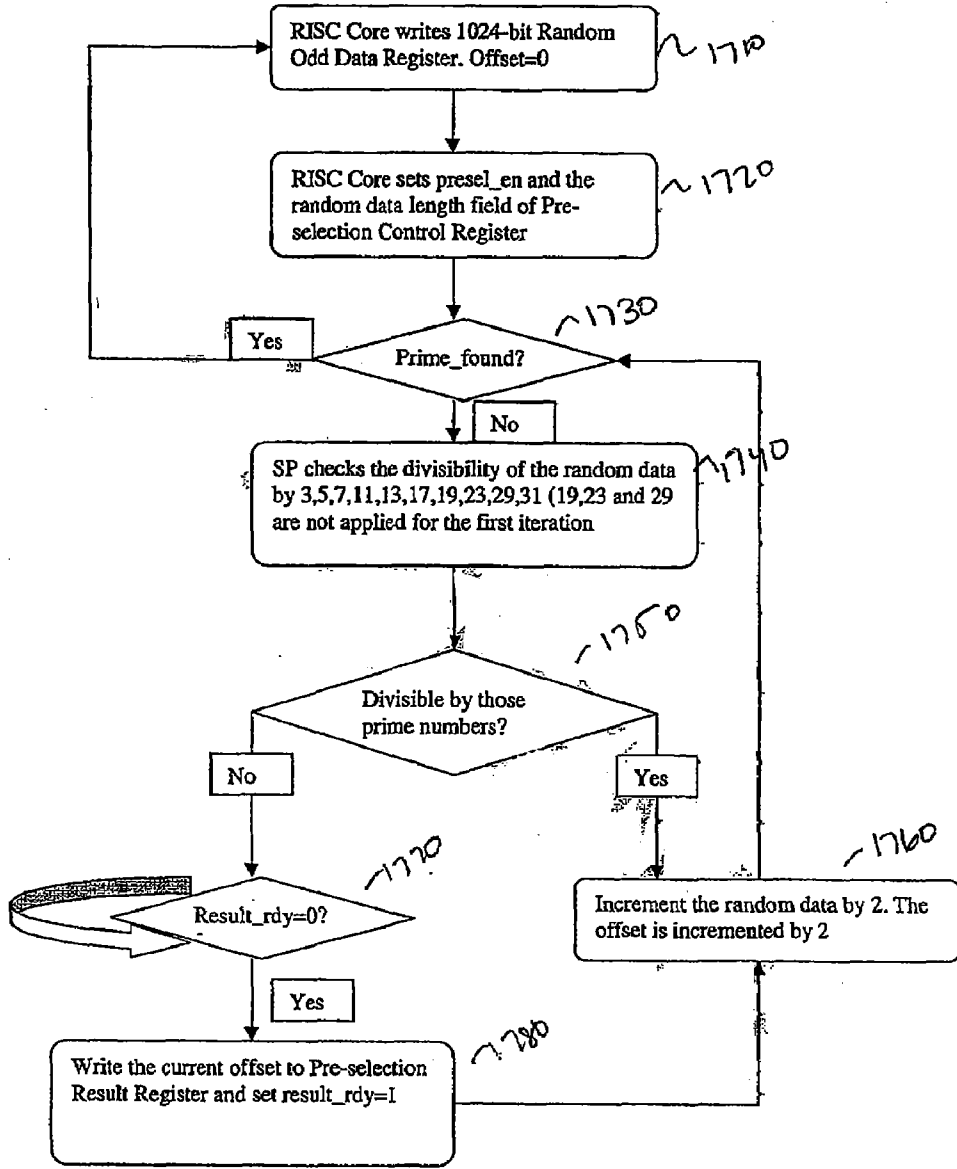 RISC Core writes 1024-bit Random
Odd Data Register. Offset=0
1710
RISC Core sets presel_en and the
random data length field of Pre-
selection Control Register
1720
1730
Yes
Prime_found?
No
SP checks the divisibility of the random data
by 3,5,7,11,13,17,19,23,29,31 (19,23 and 29
are not applied for the first iteration
1740
1750
Divisible by those
prime numbers?
No
Yes
1770
1760
Result_rdy=0?
Increment the random data by 2. The
offset is incremented by 2
Yes
1780
Write the current offset to Pre-selection
Result Register and set result_rdy=1